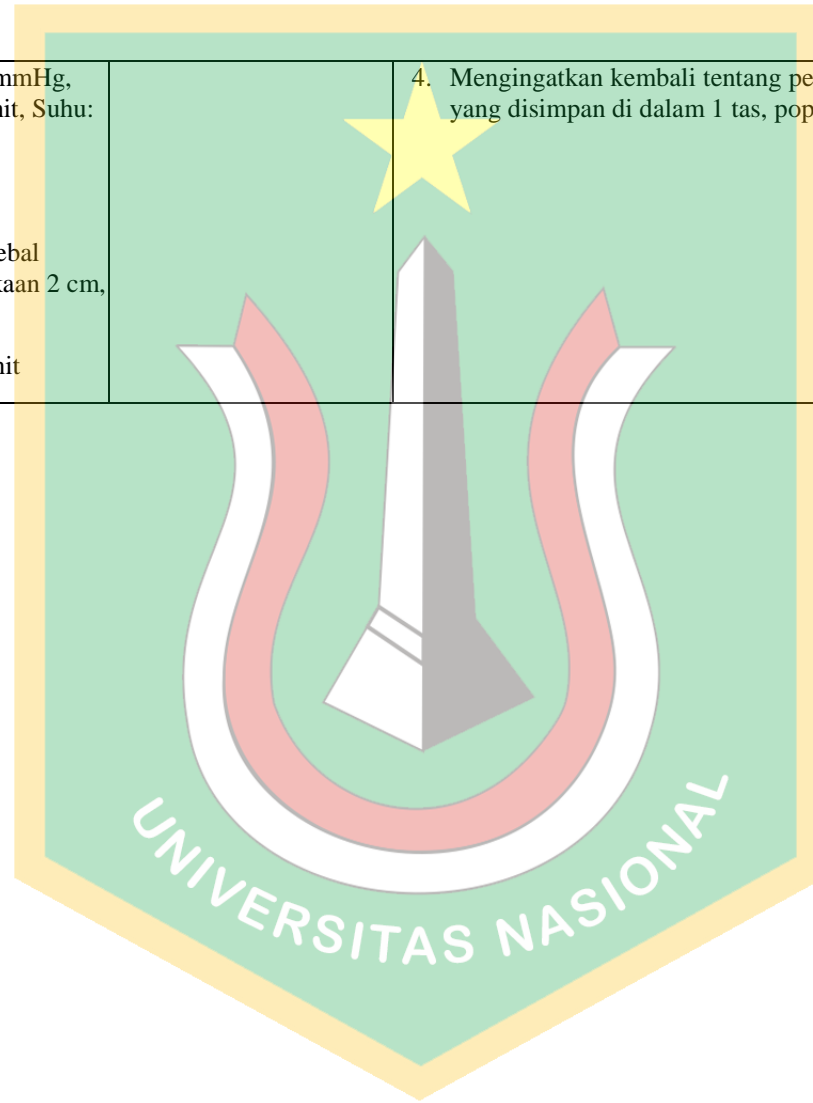 mmHg,
nit, Suhu:
ebal
kaan 2 cm,
nit
4. Mengingatkan kembali tentang pe
yang disimpan di dalam 1 tas, pop
UNIVERSITAS NASIONAL